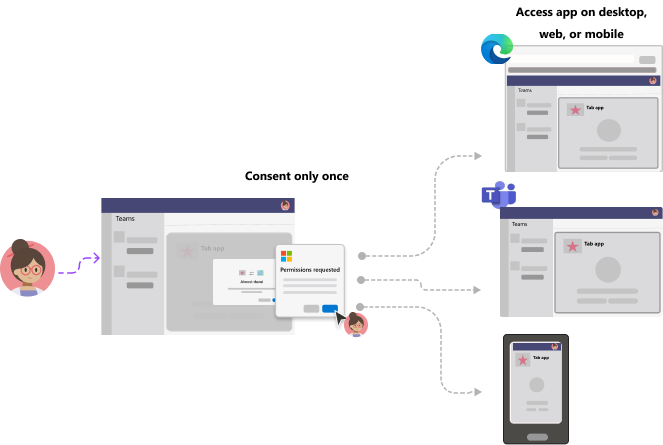 Access app on desktop,
web, or mobile
Teams
Tab app
Consent only once
Teams
Tab app
Almost there!
Permissions requested
T
Teams
Tab app
Tab app